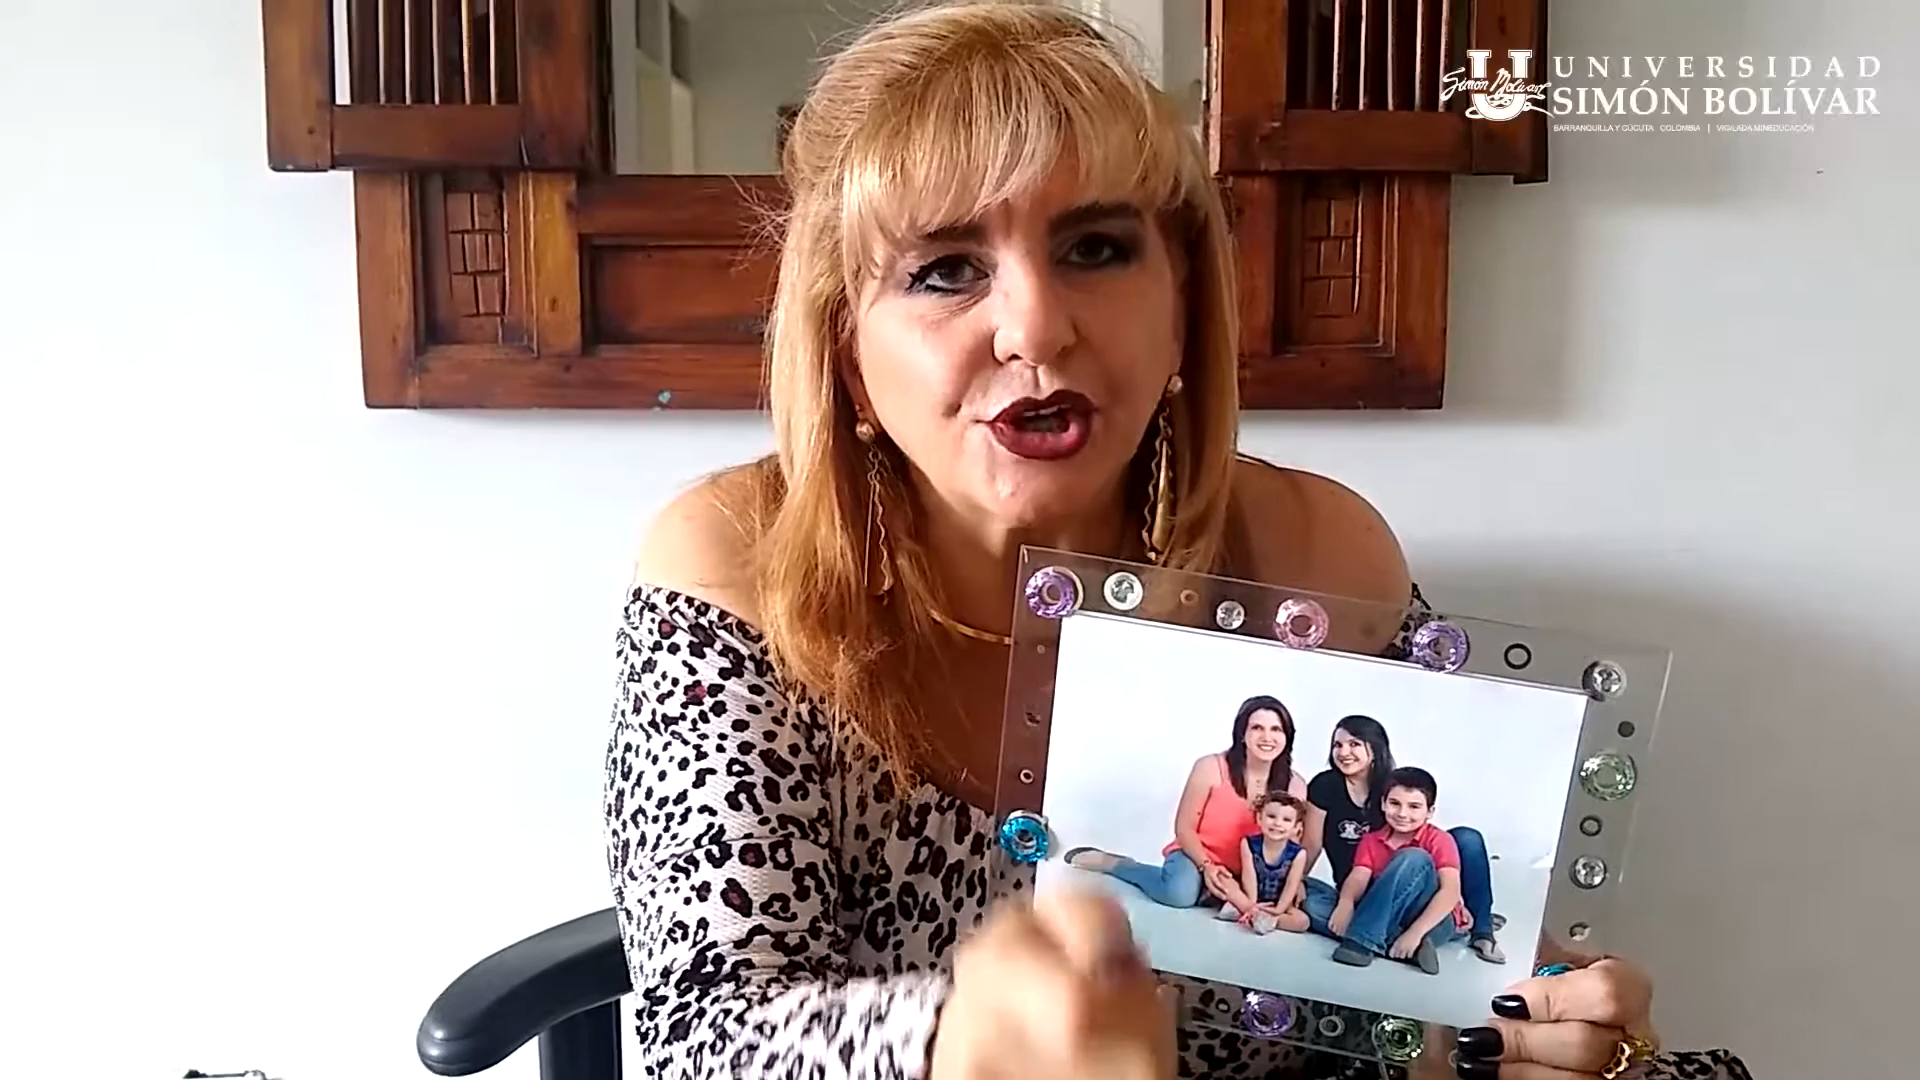 Simón Bolívar
U
UNIVERSIDAD
SIMÓN BOLÍVAR
BARRANQUILLA Y CÚCUTA - COLOMBIA | VIGILADA MINEDUCACIÓN